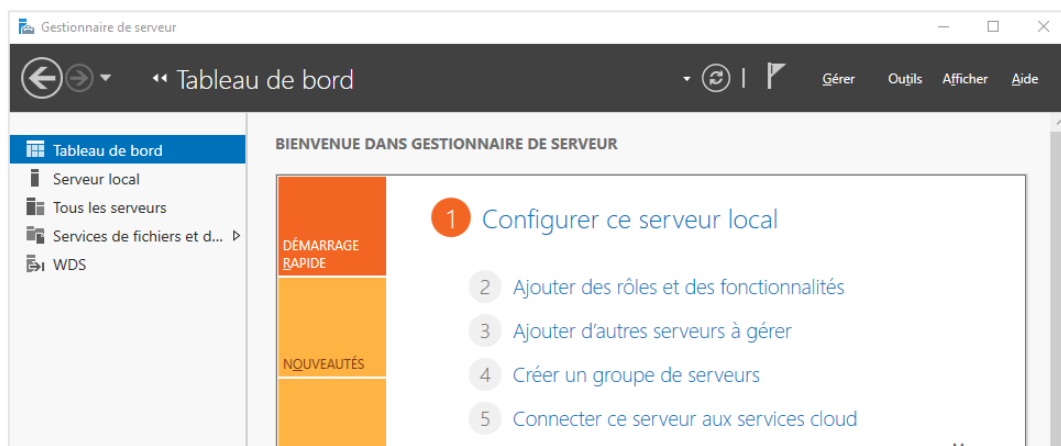 Gestionnaire de serveur
Tableau de bord
Gérer Outils Afficher Aide
Tableau de bord
Serveur local
Tous les serveurs
Services de fichiers et d...
WDS
BIENVENUE DANS GESTIONNAIRE DE SERVEUR
DÉMARRAGE
RAPIDE
NOUVEAUTÉS
1 Configurer ce serveur local
2 Ajouter des rôles et des fonctionnalités
3 Ajouter d'autres serveurs à gérer
4 Créer un groupe de serveurs
5 Connecter ce serveur aux services cloud